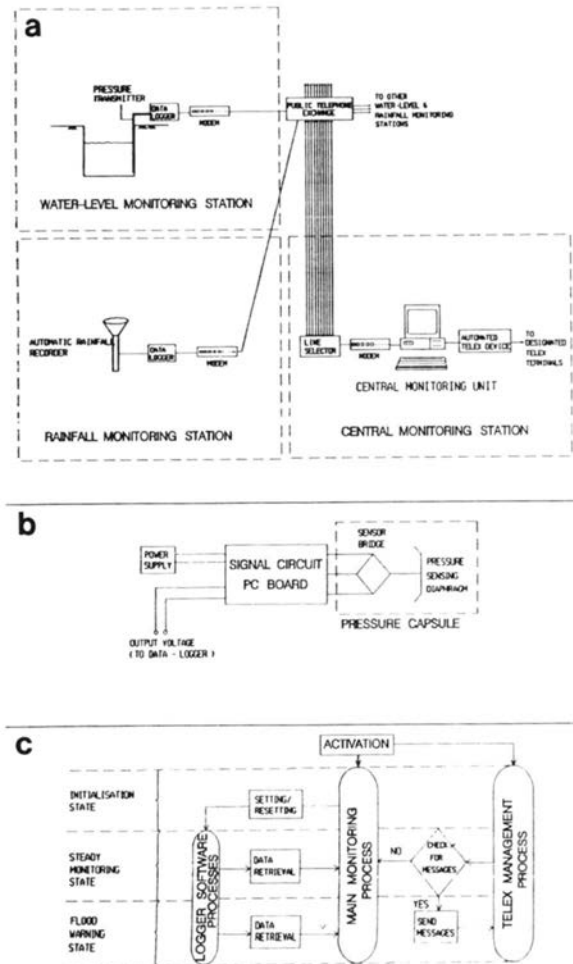 a
PRESSURE
TRANSMITTER
DATA
LOGGER
MODEM
PUBLIC TELEPHONE
EXCHANGE
TO OTHER
WATER-LEVEL &
RAINFALL MONITORING
STATIONS
WATER-LEVEL MONITORING STATION
AUTOMATIC RAINFALL
RECORDER
DATA
LOGGER
MODEM
RAINFALL MONITORING STATION
LINE
SELECTOR
MODEM
AUTOMATED
TELEX DEVICE
TO
DESIGNATED
TELEX
TERMINALS
CENTRAL MONITORING UNIT
CENTRAL MONITORING STATION
b
POWER
SUPPLY
SIGNAL CIRCUIT
PC BOARD
SENSOR
BRIDGE
PRESSURE
SENSING
DIAPHRAGM
PRESSURE CAPSULE
OUTPUT VOLTAGE
( TO DATA - LOGGER )
c
ACTIVATION
INITIALISATION
STATE
SETTING/
RESETTING
STEADY
MONITORING
STATE
DATA
RETRIEVAL
FLOOD
WARNING
STATE
DATA
RETRIEVAL
LOGGER SOFTWARE
PROCESSES
MAIN MONITORING
PROCESS
NO
CHECK
FOR
MESSAGES
YES
SEND
MESSAGES
TELEX MANAGEMENT
PROCESS